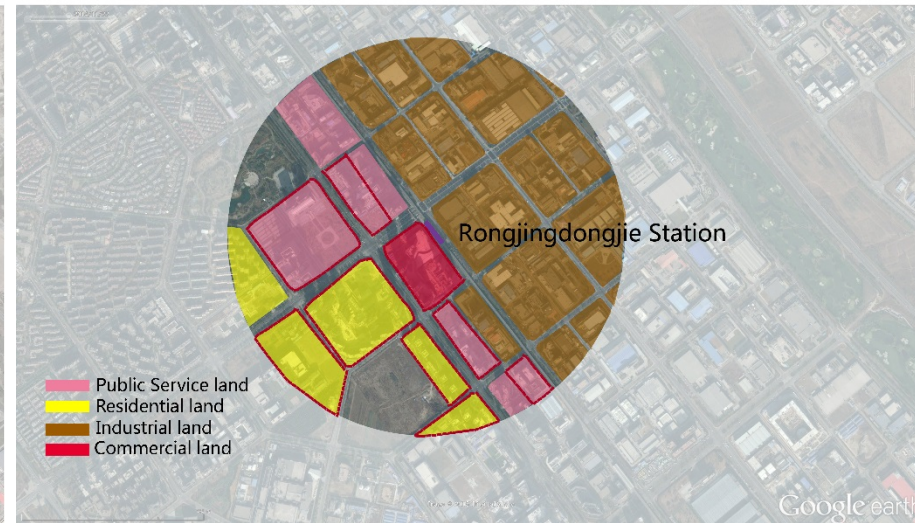 Rongjingdongjie Station
Public Service land
Residential land
Industrial land
Commercial land
Google earth